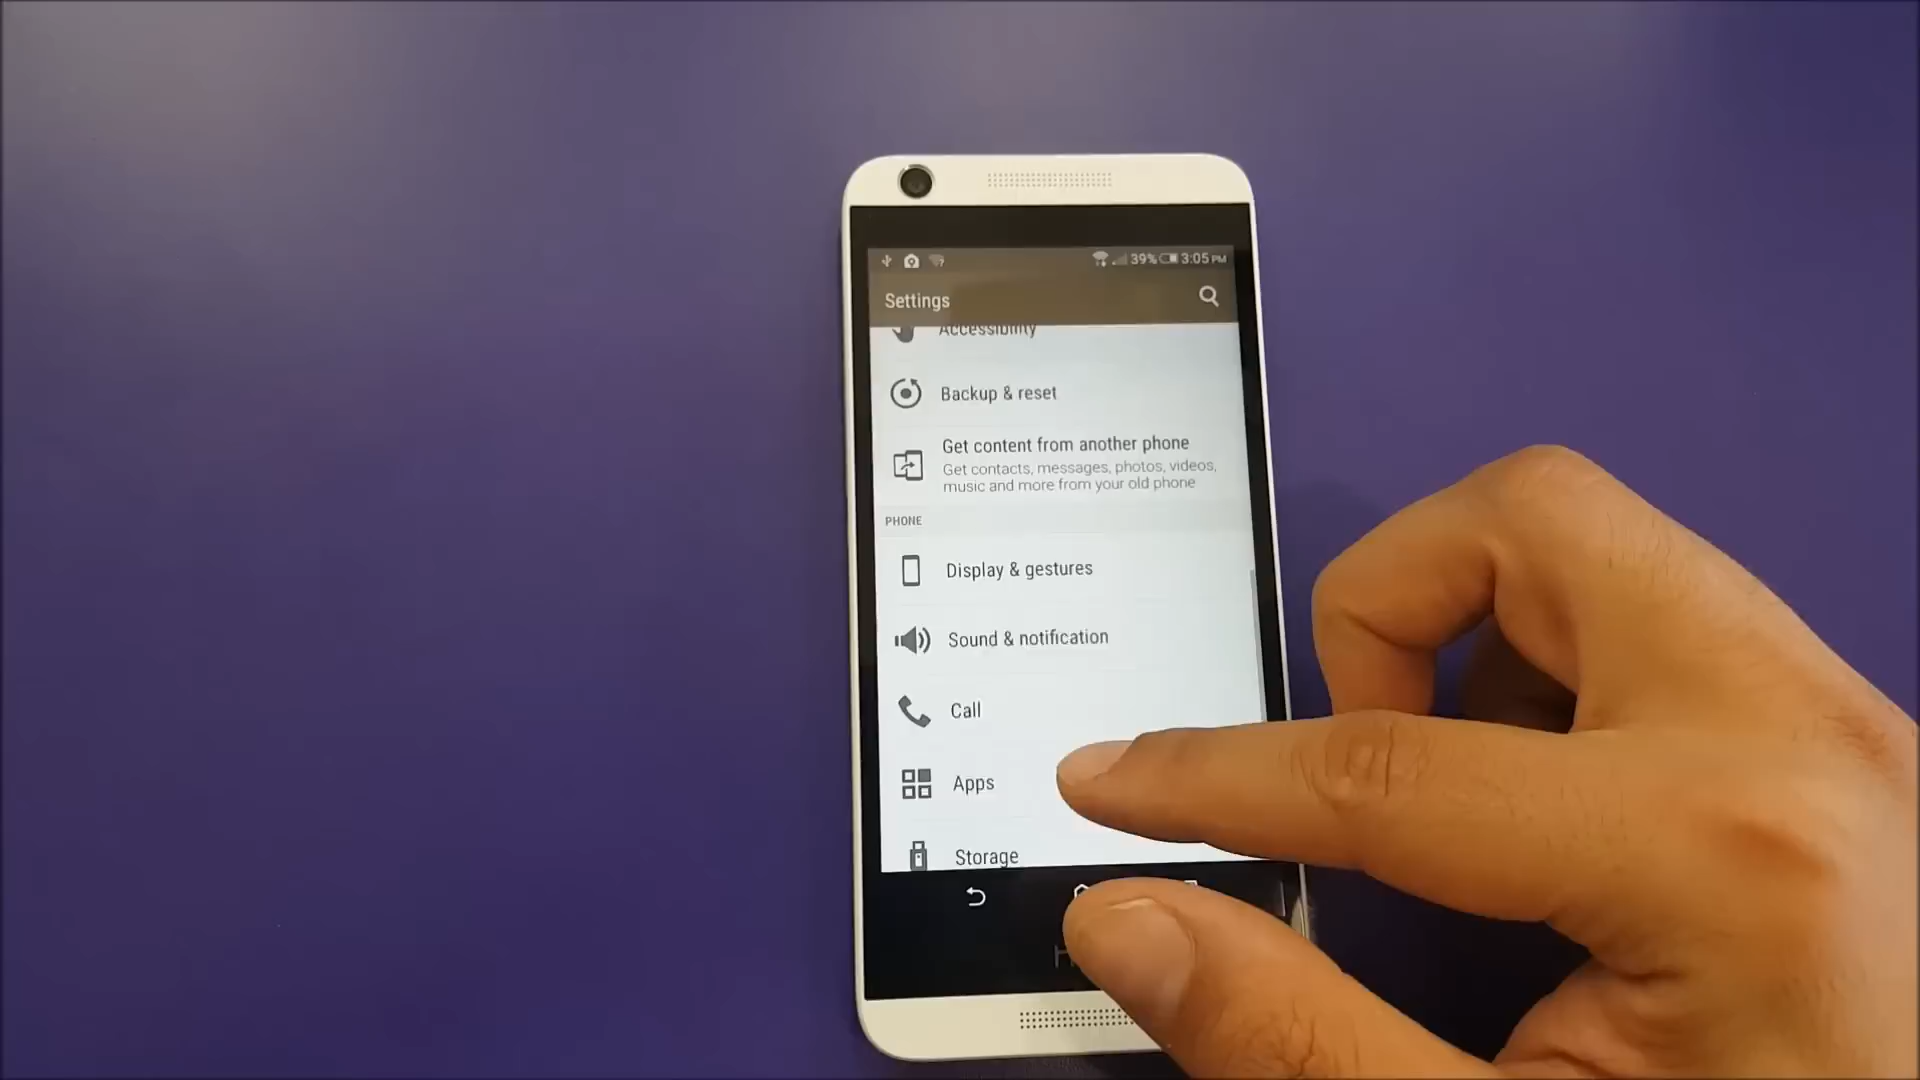 39% 3:05 PM
Settings
Accessibility
Backup & reset
Get content from another phone
Get contacts, messages, photos, videos,
music and more from your old phone
PHONE
Display & gestures
Sound & notification
Call
Apps
Storage